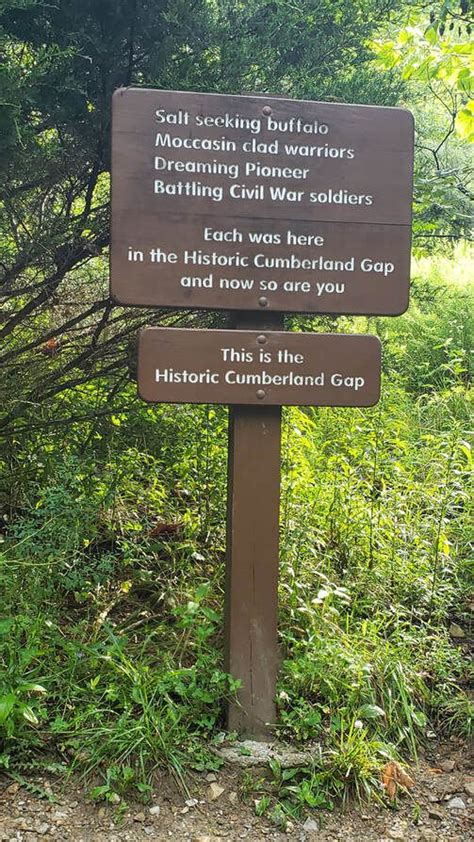 Salt seeking buffalo
Moccasin clad warriors
Dreaming Pioneer
Battling Civil War soldiers
Each was here
in the Historic Cumberland Gap
and now so are you
This is the
Historic Cumberland Gap